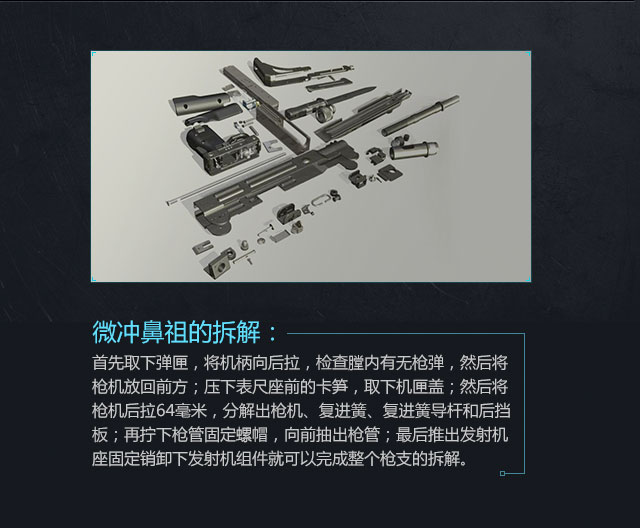 微冲鼻祖的拆解：
首先取下弹匣，将机柄向后拉，检查膛内有无枪弹，然后将
枪机放回前方；压下表尺座前的卡笋，取下机匣盖；然后将
枪机后拉64毫米，分解出枪机、复进簧、复进簧导杆和后挡
板；再拧下枪管固定螺帽，向前抽出枪管；最后推出发射机
座固定销卸下发射机组件就可以完成整个枪支的拆解。